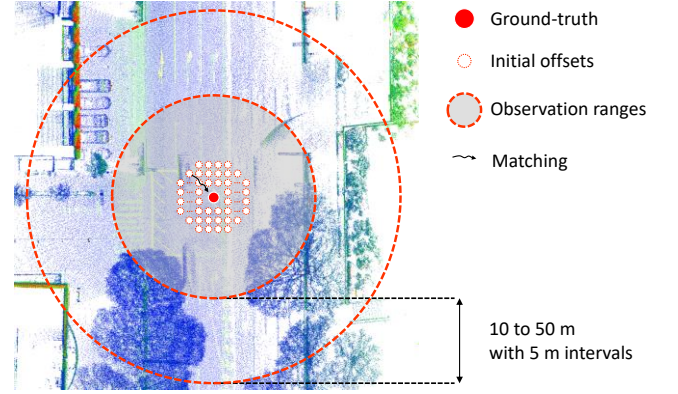 Ground-truth
Initial offsets
Observation ranges
Matching
10 to 50 m
with 5 m intervals